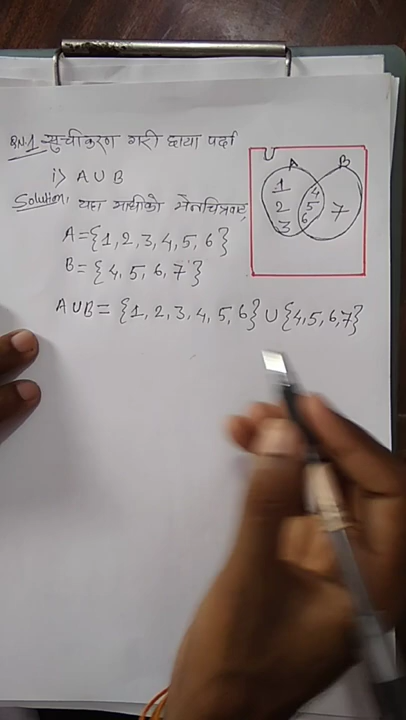 Q.N.1 सुचीकरण गरी छाया पर्दा
i) A ∪ B
Solution: यहा माथीको भेनचित्रबाट,
A = {1, 2, 3, 4, 5, 6}
B = {4, 5, 6, 7}
A∪B = {1, 2, 3, 4, 5, 6} ∪ {4, 5, 6, 7}
U
A B
1
2
3
4
5
6
7